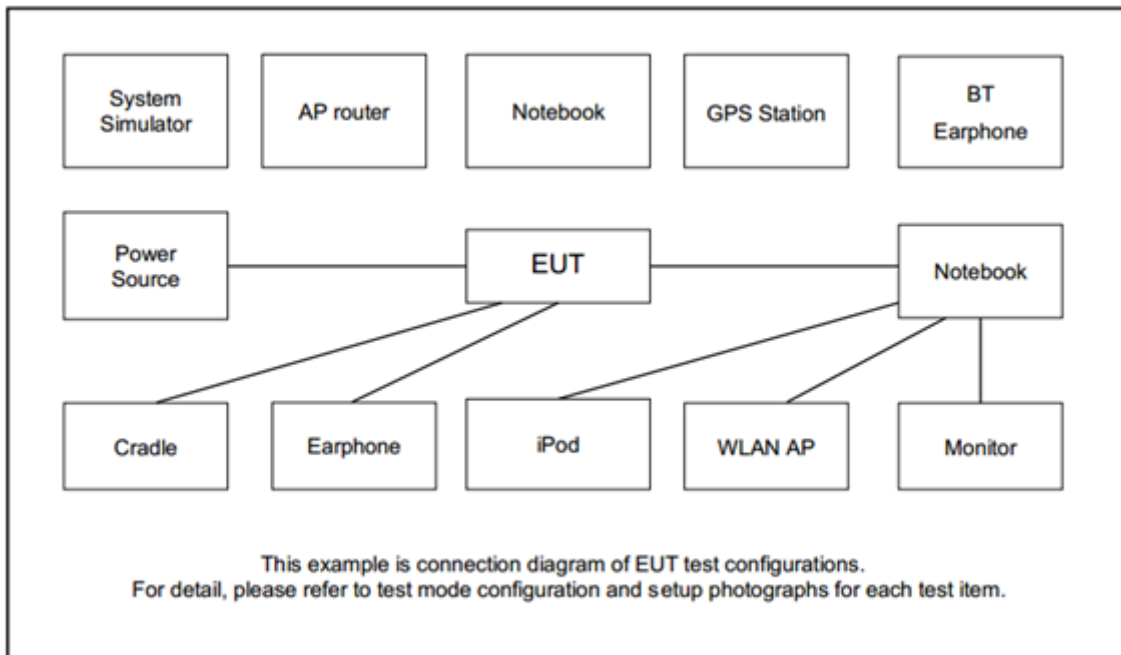 System
Simulator
AP router
Notebook
GPS Station
BT
Earphone
Power
Source
EUT
Notebook
Cradle
Earphone
iPod
WLAN AP
Monitor
This example is connection diagram of EUT test configurations.
For detail, please refer to test mode configuration and setup photographs for each test item.